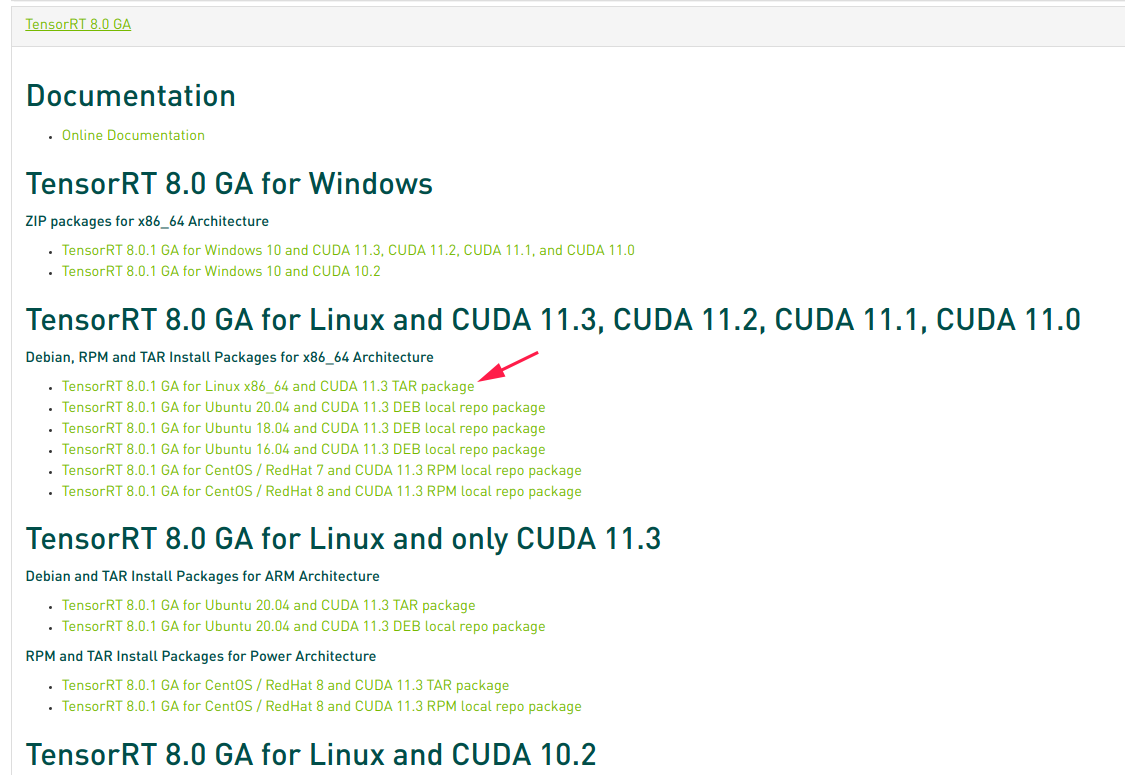 TensorRT 8.0 GA
Documentation
Online Documentation
TensorRT 8.0 GA for Windows
ZIP packages for x86_64 Architecture
TensorRT 8.0.1 GA for Windows 10 and CUDA 11.3, CUDA 11.2, CUDA 11.1, and CUDA 11.0
TensorRT 8.0.1 GA for Windows 10 and CUDA 10.2
TensorRT 8.0 GA for Linux and CUDA 11.3, CUDA 11.2, CUDA 11.1, CUDA 11.0
Debian, RPM and TAR Install Packages for x86_64 Architecture
TensorRT 8.0.1 GA for Linux x86_64 and CUDA 11.3 TAR package
TensorRT 8.0.1 GA for Ubuntu 20.04 and CUDA 11.3 DEB local repo package
TensorRT 8.0.1 GA for Ubuntu 18.04 and CUDA 11.3 DEB local repo package
TensorRT 8.0.1 GA for Ubuntu 16.04 and CUDA 11.3 DEB local repo package
TensorRT 8.0.1 GA for CentOS / RedHat 7 and CUDA 11.3 RPM local repo package
TensorRT 8.0.1 GA for CentOS / RedHat 8 and CUDA 11.3 RPM local repo package
TensorRT 8.0 GA for Linux and only CUDA 11.3
Debian and TAR Install Packages for ARM Architecture
TensorRT 8.0.1 GA for Ubuntu 20.04 and CUDA 11.3 TAR package
TensorRT 8.0.1 GA for Ubuntu 20.04 and CUDA 11.3 DEB local repo package
RPM and TAR Install Packages for Power Architecture
TensorRT 8.0.1 GA for CentOS / RedHat 8 and CUDA 11.3 TAR package
TensorRT 8.0.1 GA for CentOS / RedHat 8 and CUDA 11.3 RPM local repo package
TensorRT 8.0 GA for Linux and CUDA 10.2